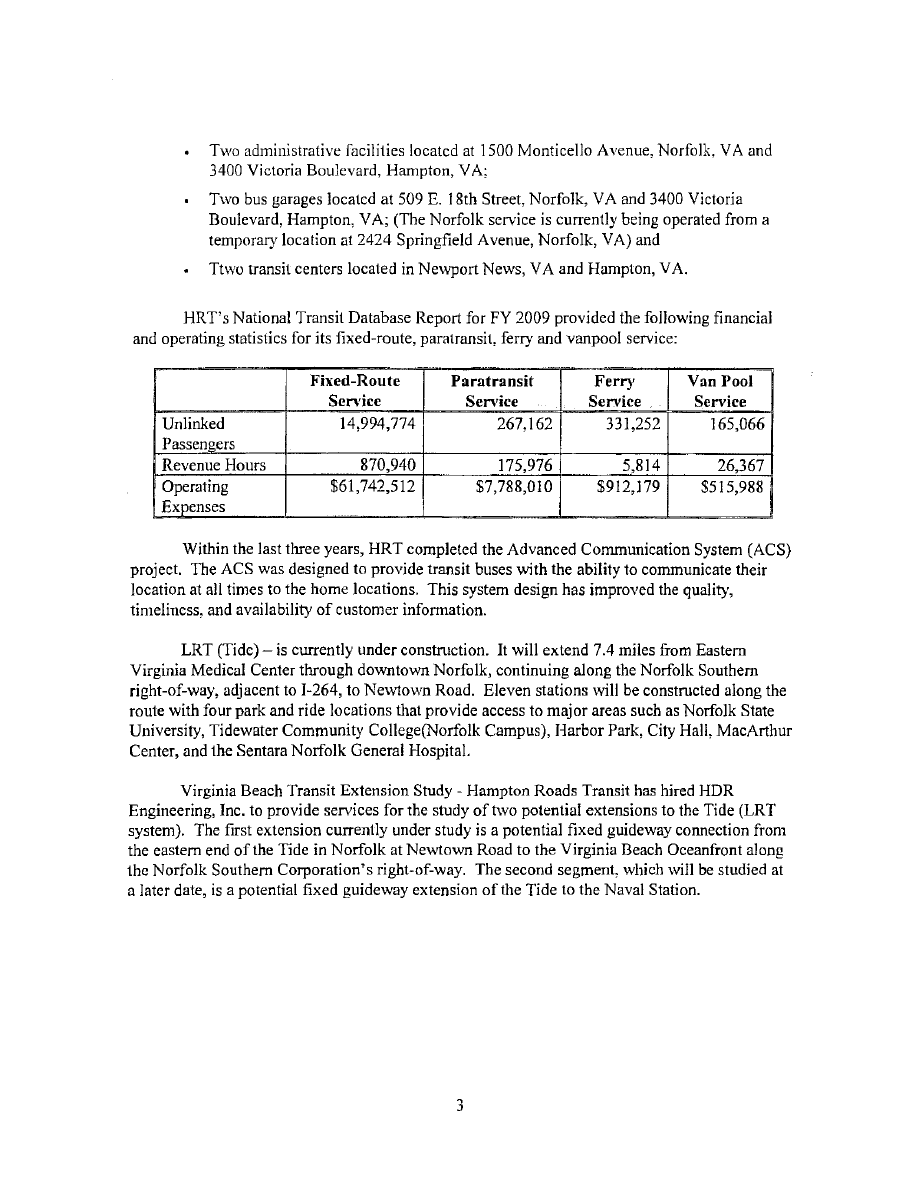 • Two administrative facilities located at 1500 Monticello Avenue, Norfolk, VA and
3400 Victoria Boulevard, Hampton, VA;
• Two bus garages located at 509 E. 18th Street, Norfolk, VA and 3400 Victoria
Boulevard, Hampton, VA; (The Norfolk service is currently being operated from a
temporary location at 2424 Springfield Avenue, Norfolk, VA) and
• Ttwo transit centers located in Newport News, VA and Hampton, VA.
HRT's National Transit Database Report for FY 2009 provided the following financial
and operating statistics for its fixed-route, paratransit, ferry and vanpool service:
Fixed-Route Paratransit Ferry Van Pool
Service Service Service Service
Unlinked 14,994,774 267,162 331,252 165,066
Passengers
Revenue Hours 870,940 175,976 5,814 26,367
Operating $61,742,512 $7,788,010 $912,179 $515,988
Expenses
Within the last three years, HRT completed the Advanced Communication System (ACS)
project. The ACS was designed to provide transit buses with the ability to communicate their
location at all times to the home locations. This system design has improved the quality,
timeliness, and availability of customer information.
LRT (Tide) – is currently under construction. It will extend 7.4 miles from Eastern
Virginia Medical Center through downtown Norfolk, continuing along the Norfolk Southern
right-of-way, adjacent to I-264, to Newtown Road. Eleven stations will be constructed along the
route with four park and ride locations that provide access to major areas such as Norfolk State
University, Tidewater Community College(Norfolk Campus), Harbor Park, City Hall, MacArthur
Center, and the Sentara Norfolk General Hospital.
Virginia Beach Transit Extension Study - Hampton Roads Transit has hired HDR
Engineering, Inc. to provide services for the study of two potential extensions to the Tide (LRT
system). The first extension currently under study is a potential fixed guideway connection from
the eastern end of the Tide in Norfolk at Newtown Road to the Virginia Beach Oceanfront along
the Norfolk Southern Corporation's right-of-way. The second segment, which will be studied at
a later date, is a potential fixed guideway extension of the Tide to the Naval Station.
3